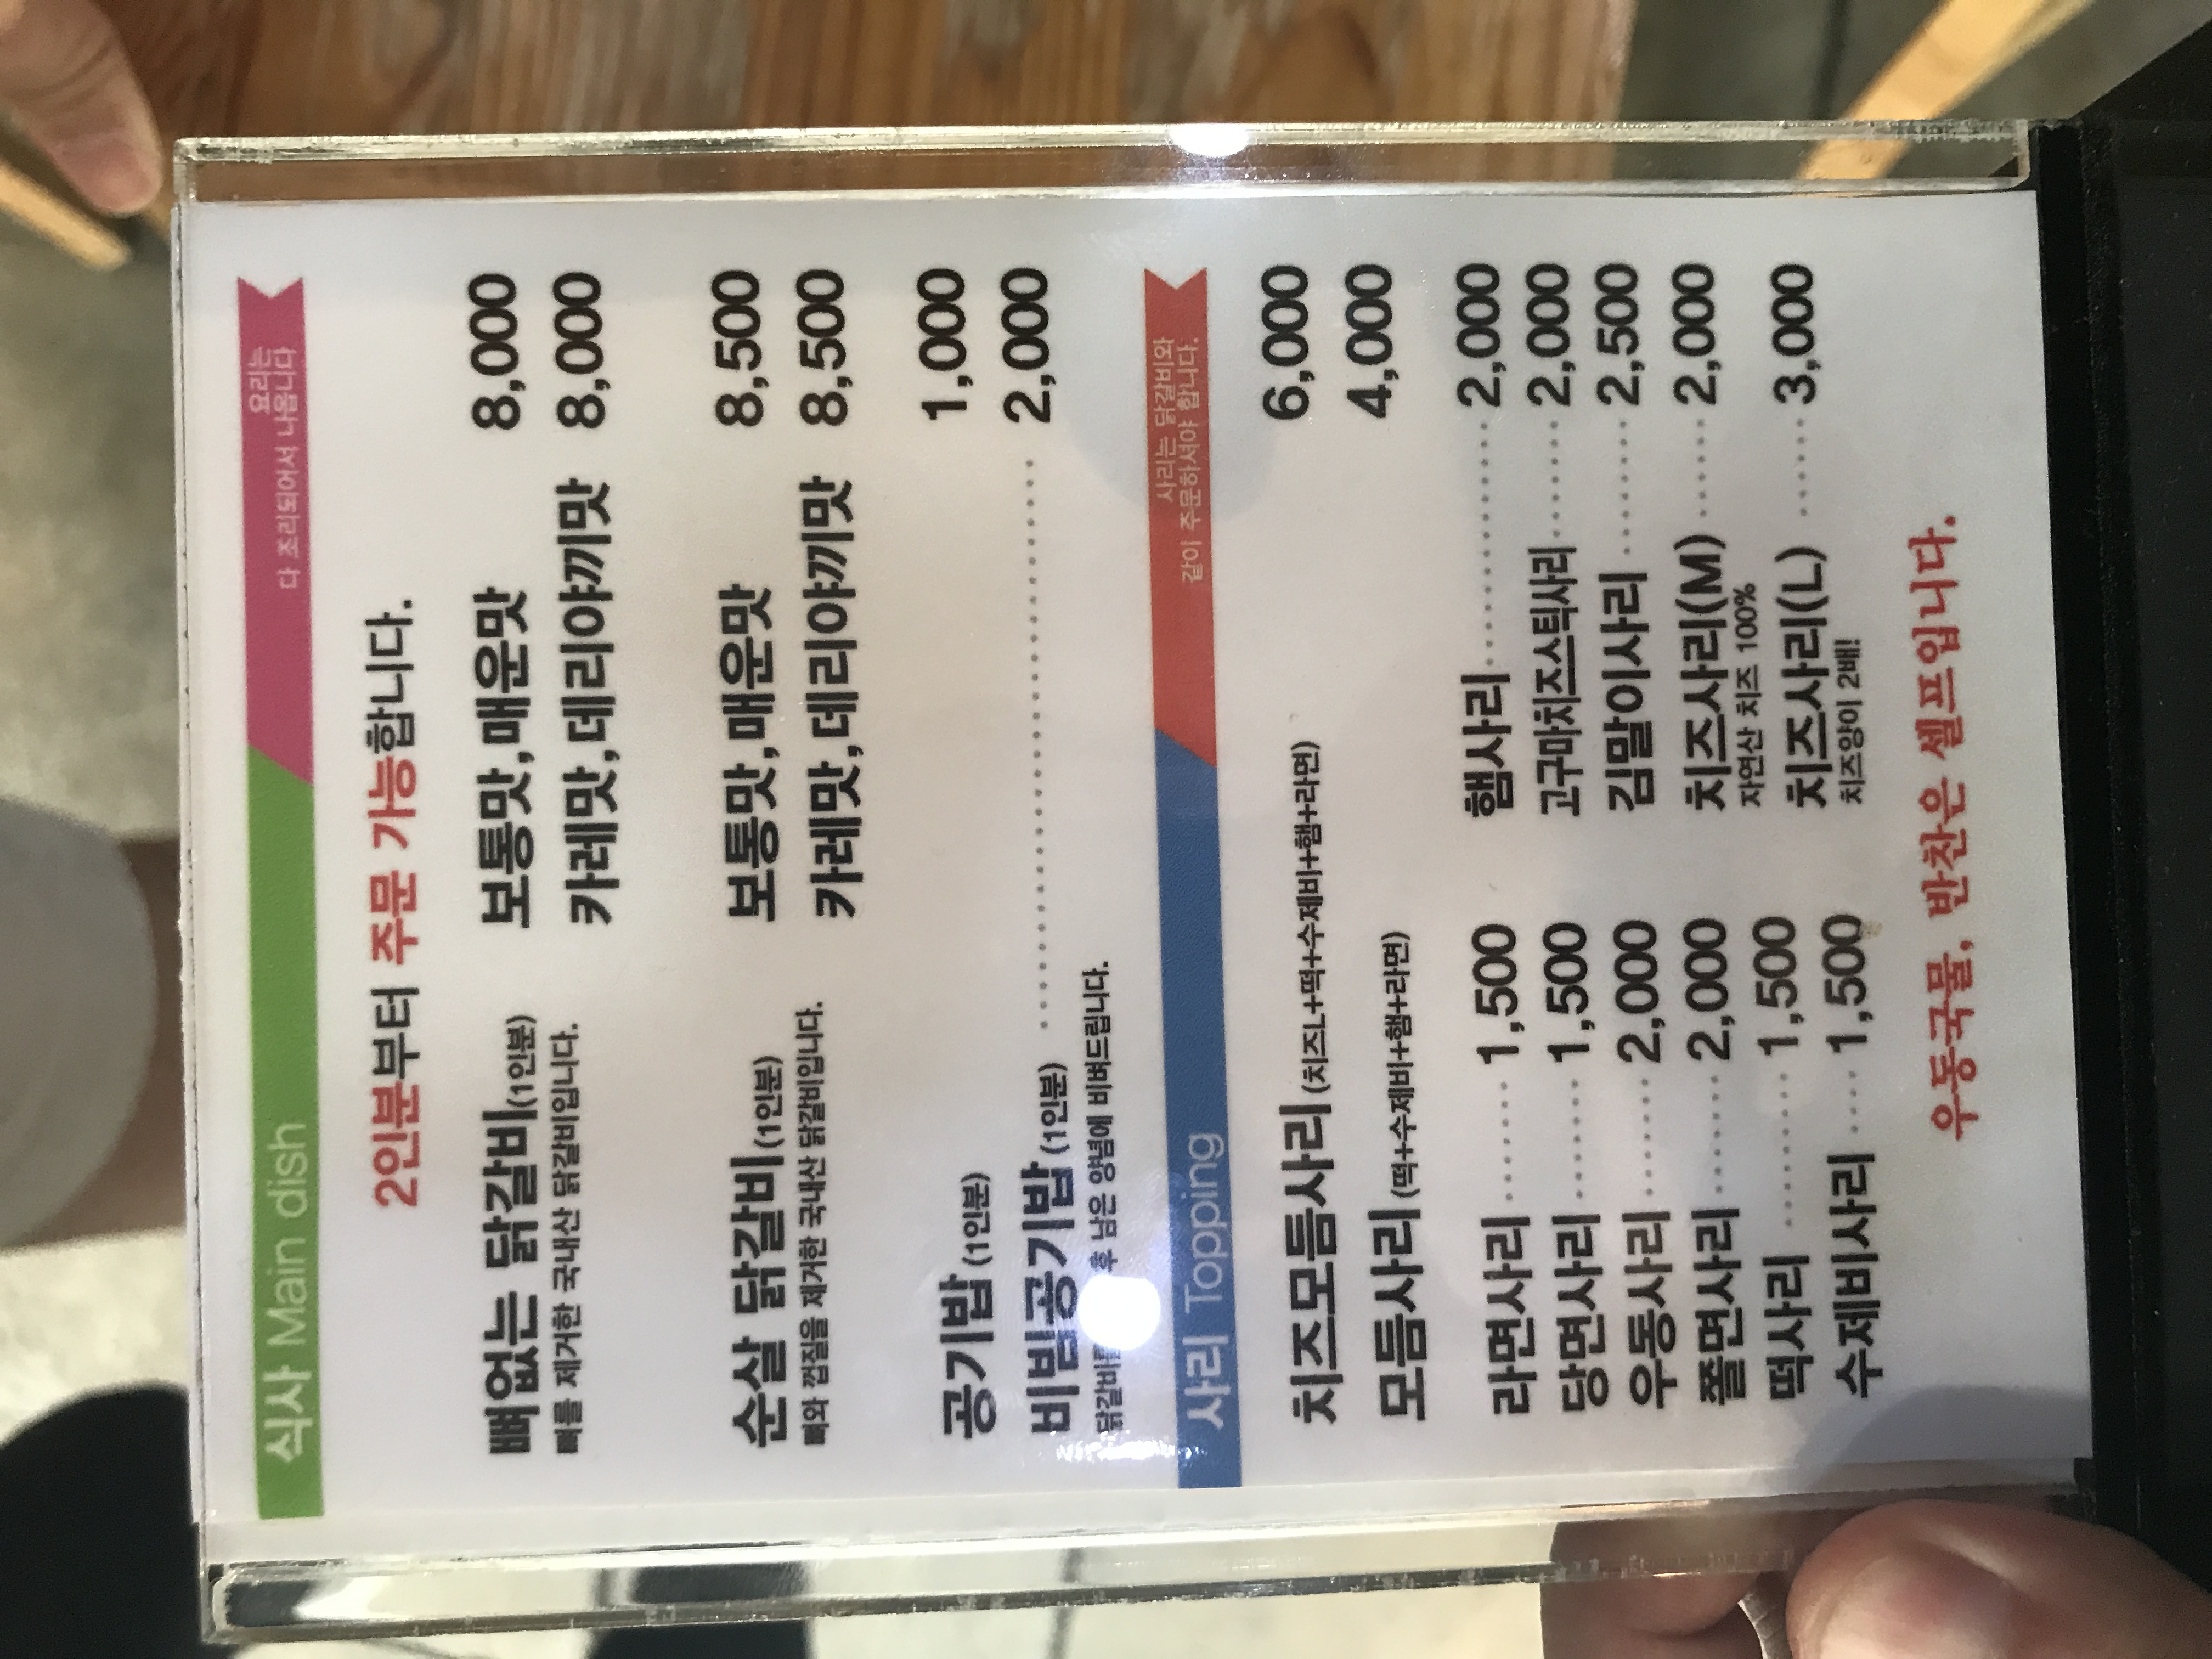 식사 Main dish
요리는
다 조리되어서 나옵니다
2인분부터 주문 가능합니다.
뼈없는 닭갈비(1인분) 보통맛,매운맛 8,000
뼈를 제거한 국내산 닭갈비입니다.
카레맛,데리야끼맛 8,000
순살 닭갈비(1인분) 보통맛,매운맛 8,500
뼈와 껍질을 제거한 국내산 닭갈비입니다.
카레맛,데리야끼맛 8,500
공기밥(1인분) 1,000
비빔공기밥(1인분) 2,000
닭갈비를 후 남은 양념에 비벼드립니다.
사리 Topping
사리는 닭갈비와
같이 주문하셔야 합니다.
치즈모듬사리(치즈L+떡+수제비+햄+라면) 6,000
모듬사리(떡+수제비+햄+라면) 4,000
라면사리 1,500
당면사리 1,500
우동사리 2,000
쫄면사리 2,000
떡사리 1,500
수제비사리 1,500
햄사리 2,000
고구마치즈스틱사리 2,000
김말이사리 2,500
치즈사리(M) 2,000
자연산 치즈 100%
치즈사리(L) 3,000
치즈양이 2배!
우동국물, 반찬은 셀프입니다.